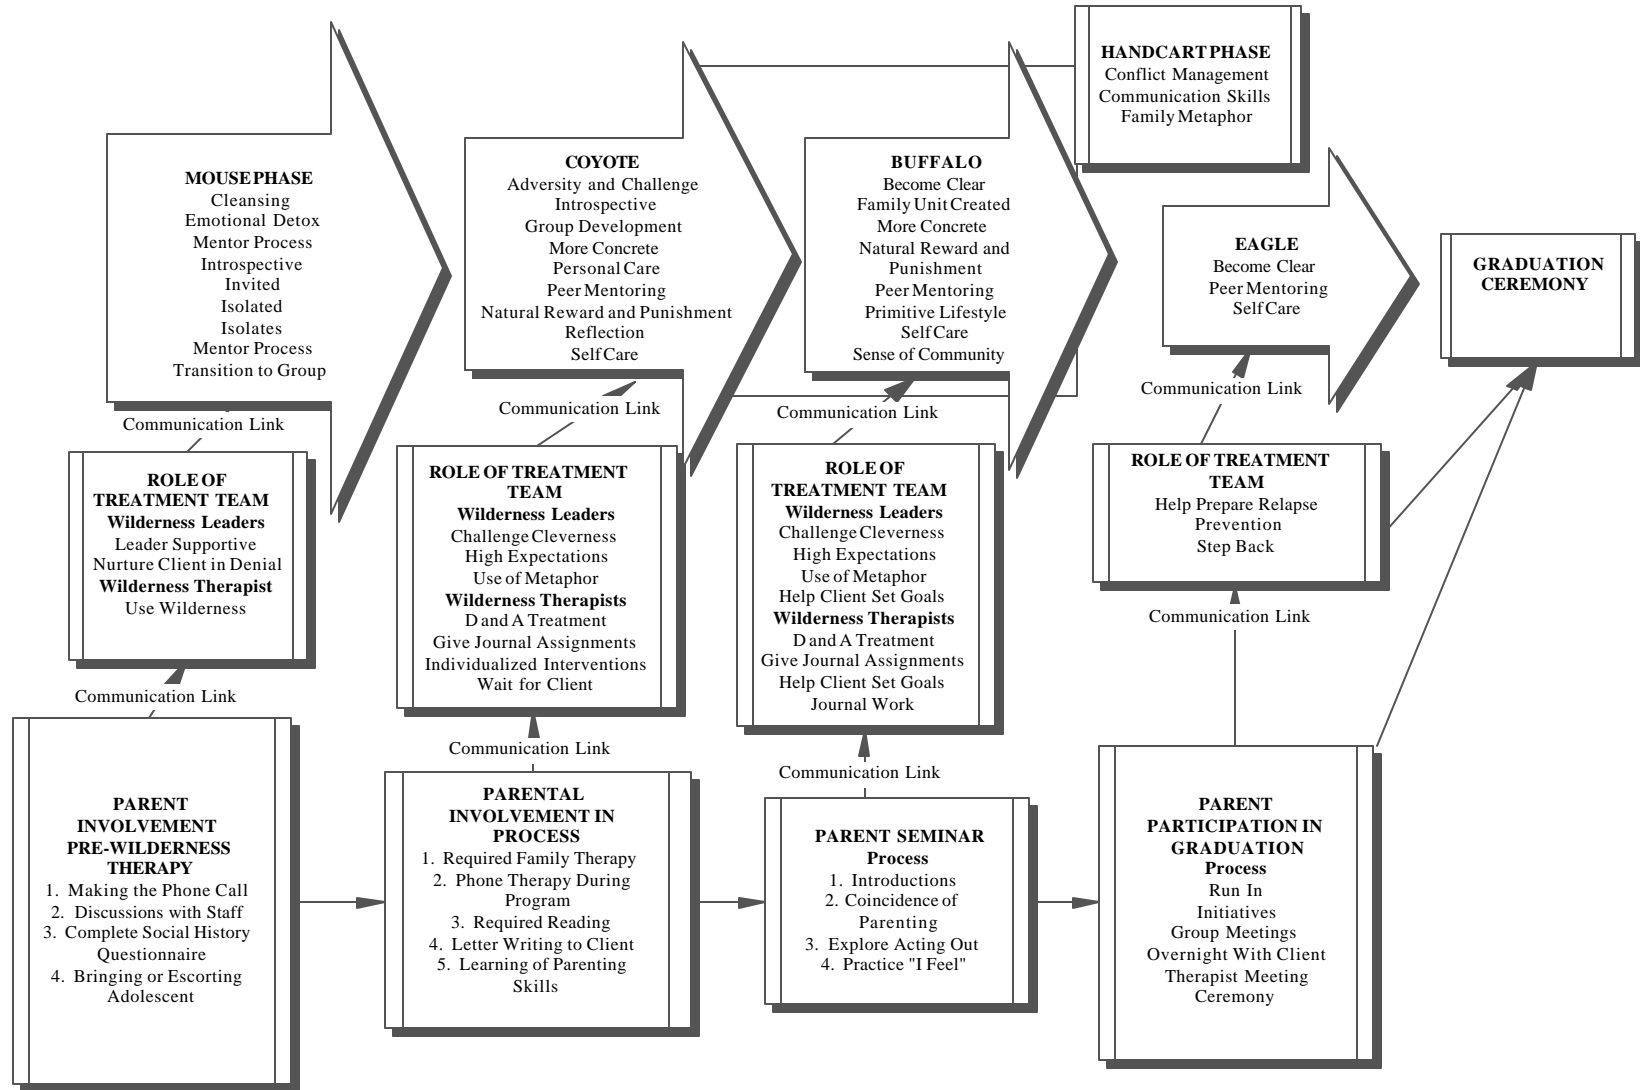 HANDCART PHASE
Conflict Management
Communication Skills
Family Metaphor
MOUSE PHASE
Cleansing
Emotional Detox
Mentor Process
Introspective
Invited
Isolated
Isolates
Mentor Process
Transition to Group
COYOTE
Adversity and Challenge
Introspective
Group Development
More Concrete
Personal Care
Peer Mentoring
Natural Reward and Punishment
Reflection
Self Care
BUFFALO
Become Clear
Family Unit Created
More Concrete
Natural Reward and
Punishment
Peer Mentoring
Primitive Lifestyle
Self Care
Sense of Community
EAGLE
Become Clear
Peer Mentoring
Self Care
GRADUATION
CEREMONY
Communication Link
Communication Link
Communication Link
Communication Link
ROLE OF
TREATMENT TEAM
Wilderness Leaders
Leader Supportive
Nurture Client in Denial
Wilderness Therapist
Use Wilderness
ROLE OF TREATMENT
TEAM
Wilderness Leaders
Challenge Cleverness
High Expectations
Use of Metaphor
Wilderness Therapists
D and A Treatment
Give Journal Assignments
Individualized Interventions
Wait for Client
ROLE OF
TREATMENT TEAM
Wilderness Leaders
Challenge Cleverness
High Expectations
Use of Metaphor
Help Client Set Goals
Wilderness Therapists
D and A Treatment
Give Journal Assignments
Help Client Set Goals
Journal Work
ROLE OF TREATMENT
TEAM
Help Prepare Relapse
Prevention
Step Back
Communication Link
Communication Link
Communication Link
Communication Link
PARENT
INVOLVEMENT
PRE-WILDERNESS
THERAPY
1. Making the Phone Call
2. Discussions with Staff
3. Complete Social History
Questionnaire
4. Bringing or Escorting
Adolescent
PARENTAL
INVOLVEMENT IN
PROCESS
1. Required Family Therapy
2. Phone Therapy During
Program
3. Required Reading
4. Letter Writing to Client
5. Learning of Parenting
Skills
PARENT SEMINAR
Process
1. Introductions
2. Coincidence of
Parenting
3. Explore Acting Out
4. Practice "I Feel"
PARENT
PARTICIPATION IN
GRADUATION
Process
Run In
Initiatives
Group Meetings
Overnight With Client
Therapist Meeting
Ceremony